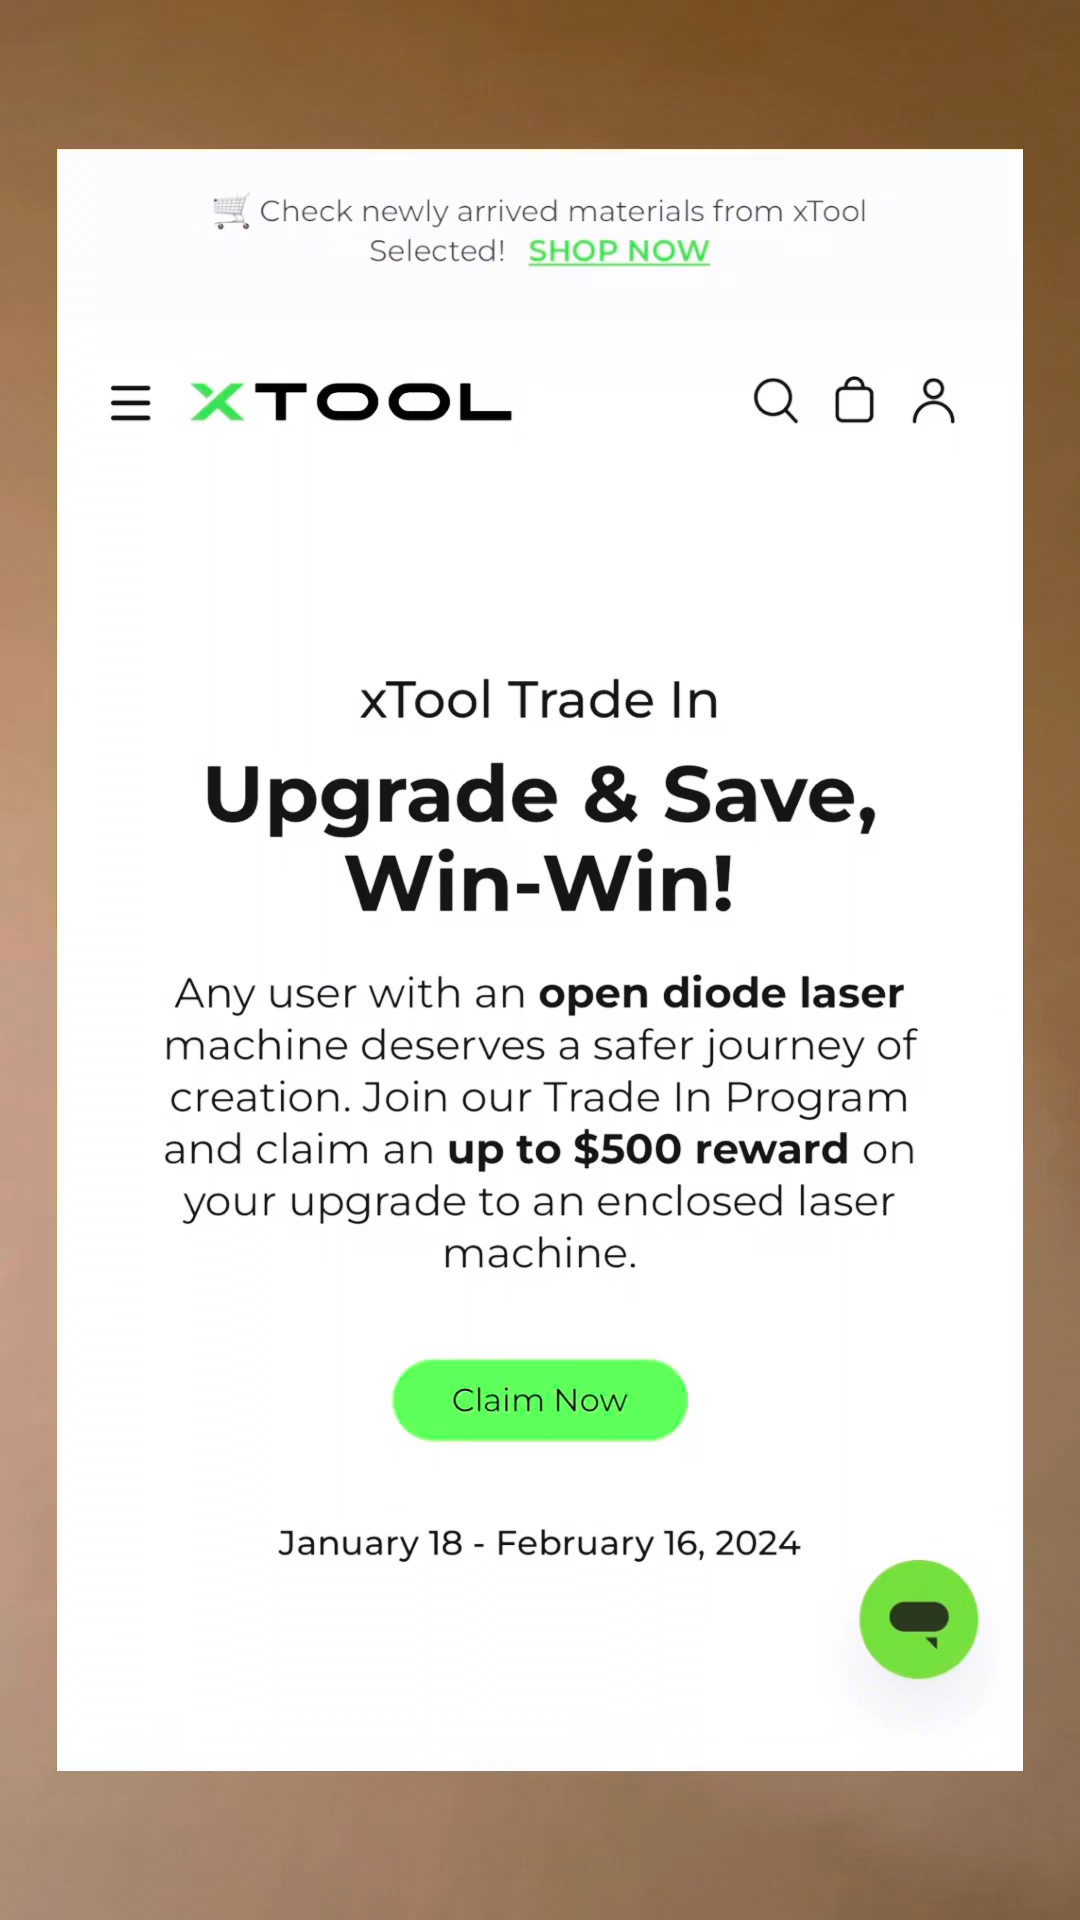 Check newly arrived materials from xTool
Selected! SHOP NOW
XTOOL
xTool Trade In
Upgrade & Save,
Win-Win!
Any user with an open diode laser
machine deserves a safer journey of
creation. Join our Trade In Program
and claim an up to $500 reward on
your upgrade to an enclosed laser
machine.
Claim Now
January 18 - February 16, 2024